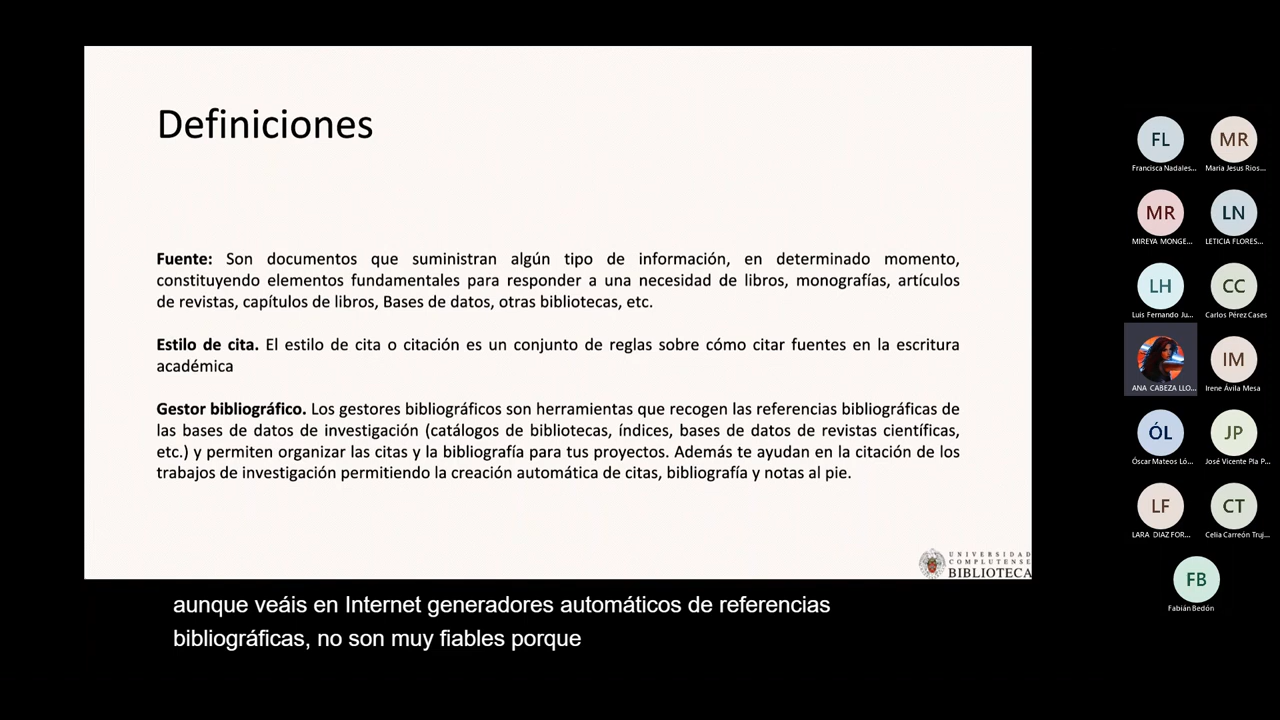 Definiciones
Fuente: Son documentos que suministran algún tipo de información, en determinado momento,
constituyendo elementos fundamentales para responder a una necesidad de libros, monografías, artículos
de revistas, capítulos de libros, Bases de datos, otras bibliotecas, etc.
Estilo de cita. El estilo de cita o citación es un conjunto de reglas sobre cómo citar fuentes en la escritura
académica
Gestor bibliográfico. Los gestores bibliográficos son herramientas que recogen las referencias bibliográficas de
las bases de datos de investigación (catálogos de bibliotecas, índices, bases de datos de revistas científicas,
etc.) y permiten organizar las citas y la bibliografía para tus proyectos. Además te ayudan en la citación de los
trabajos de investigación permitiendo la creación automática de citas, bibliografía y notas al pie.
UNIVERSIDAD
COMPLUTENSE
BIBLIOTECA
aunque veáis en Internet generadores automáticos de referencias
bibliográficas, no son muy fiables porque
FL
Francisca Nadales...
MR
Maria Jesus Rios...
MR
MIREYA MONGE...
LN
LETICIA FLORES...
LH
Luis Fernando Ju...
CC
Carlos Pérez Cases
ANA CABEZA LLO...
IM
Irene Ávila Mesa
ÓL
Óscar Mateos Ló...
JP
José Vicente Pla P...
LF
LARA DIAZ FOR...
CT
Celia Carreón Truj...
FB
Fabián Bedón